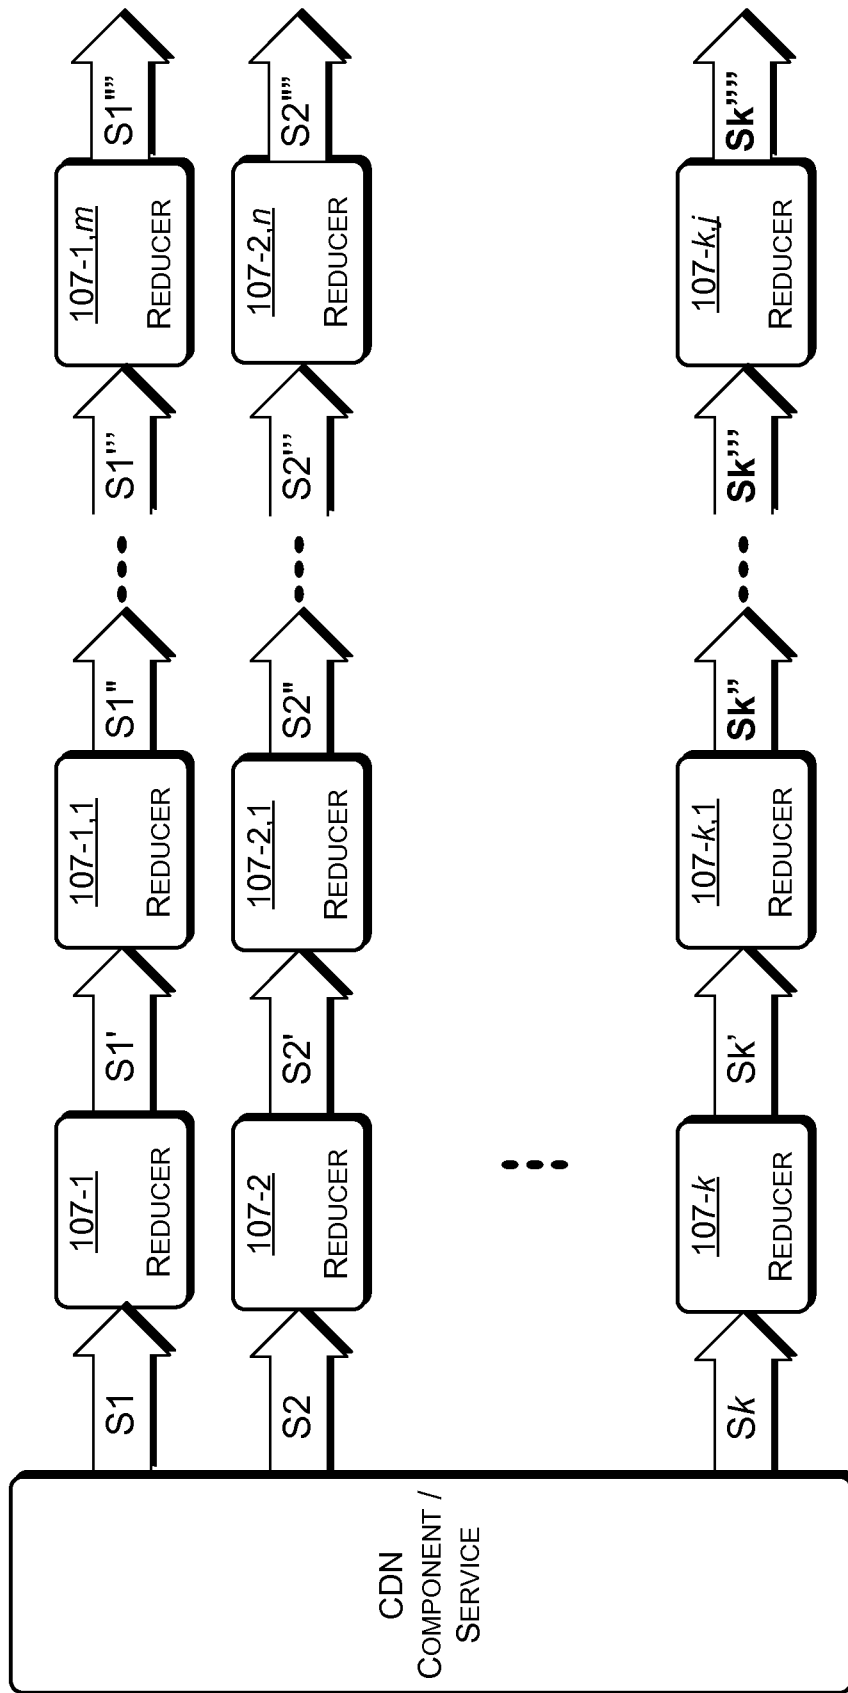 CDN
COMPONENT /
SERVICE
S1
107-1
REDUCER
S1'
107-1,1
REDUCER
S1"
S1'''
107-1,m
REDUCER
S1''''
S2
107-2
REDUCER
S2'
107-2,1
REDUCER
S2"
S2'''
107-2,n
REDUCER
S2''''
Sk
107-k
REDUCER
Sk’
107-k,1
REDUCER
Sk”
Sk’’’
107-k,j
REDUCER
Sk’’’’